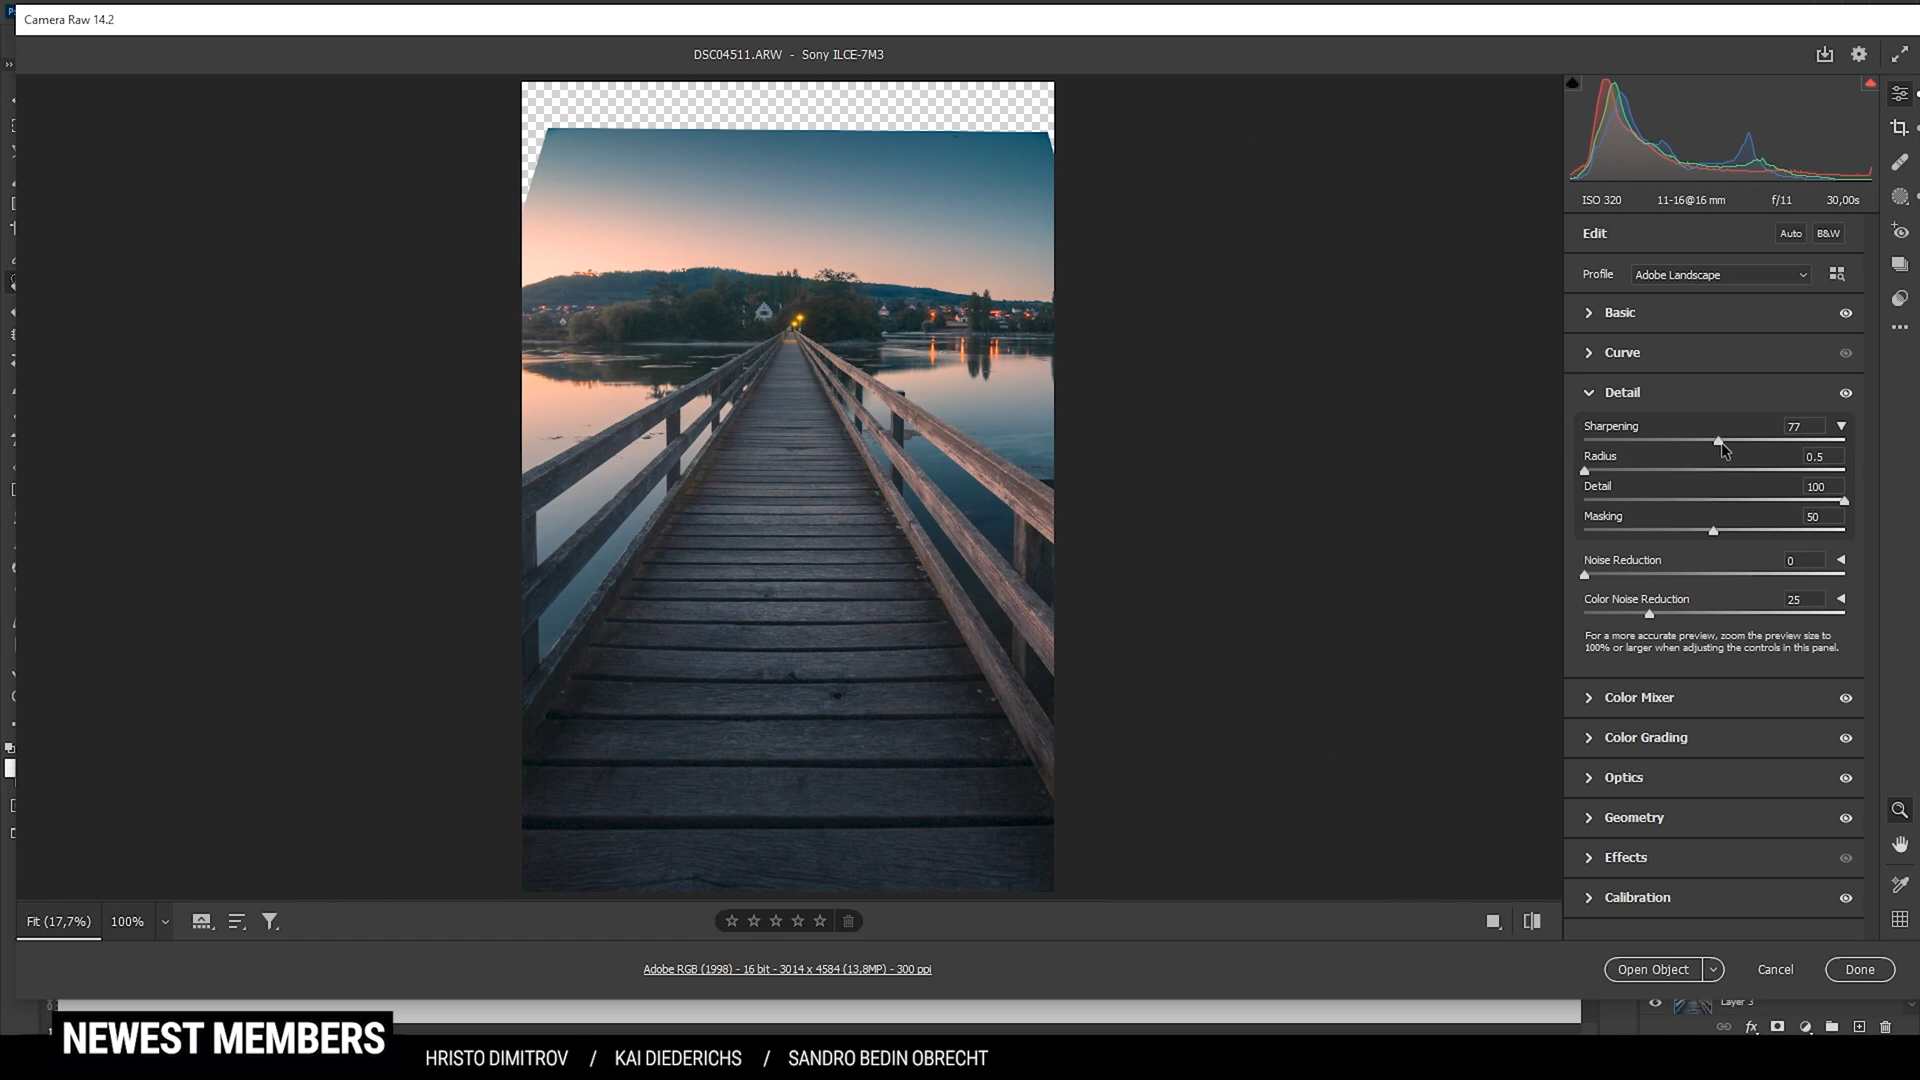 Camera Raw 14.2
DSC04511.ARW - Sony ILCE-7M3
ISO 320 11-16@16 mm f/11 30,00s
Edit Auto B&W
Profile Adobe Landscape
Basic
Curve
Detail
Sharpening 77
Radius 0.5
Detail 100
Masking 50
Noise Reduction 0
Color Noise Reduction 25
For a more accurate preview, zoom the preview size to
100% or larger when adjusting the controls in this panel.
Color Mixer
Color Grading
Optics
Geometry
Effects
Calibration
Fit (17,7%) 100%
Adobe RGB (1998) - 16 bit - 3014 x 4584 (13,8MP) - 300 ppi
Open Object Cancel Done
Layer 3
fx
NEWEST MEMBERS
HRISTO DIMITROV / KAI DIEDERICHS / SANDRO BEDIN OBRECHT